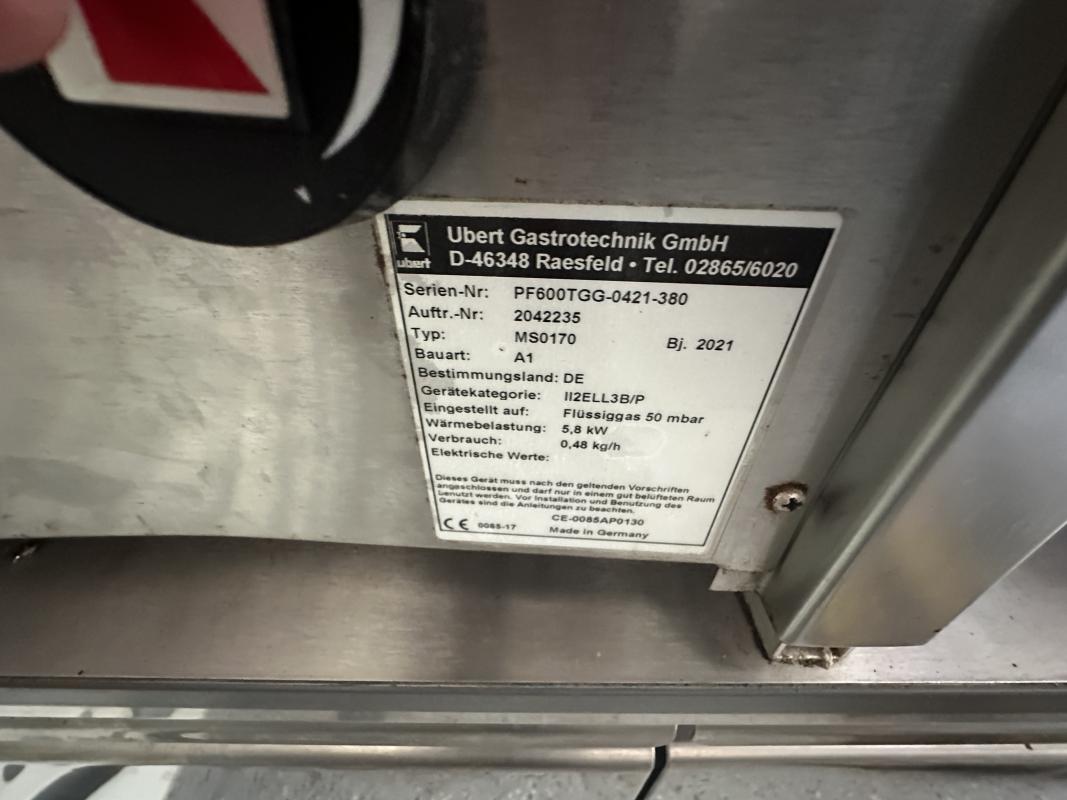 ubert
Ubert Gastrotechnik GmbH
D-46348 Raesfeld • Tel. 02865/6020
Serien-Nr: PF600TGG-0421-380
Auftr.-Nr: 2042235
Typ: MS0170 Bj. 2021
Bauart: A1
Bestimmungsland: DE
Gerätekategorie: II2ELL3B/P
Eingestellt auf: Flüssiggas 50 mbar
Wärmebelastung: 5,8 kW
Verbrauch: 0,48 kg/h
Elektrische Werte:
Dieses Gerät muss nach den geltenden Vorschriften
angeschlossen und darf nur in einem gut belüfteten Raum
benutzt werden. Vor Installation und Benutzung des
Gerätes sind die Anleitungen zu beachten.
CE 0085-17 CE-0085AP0130
Made in Germany